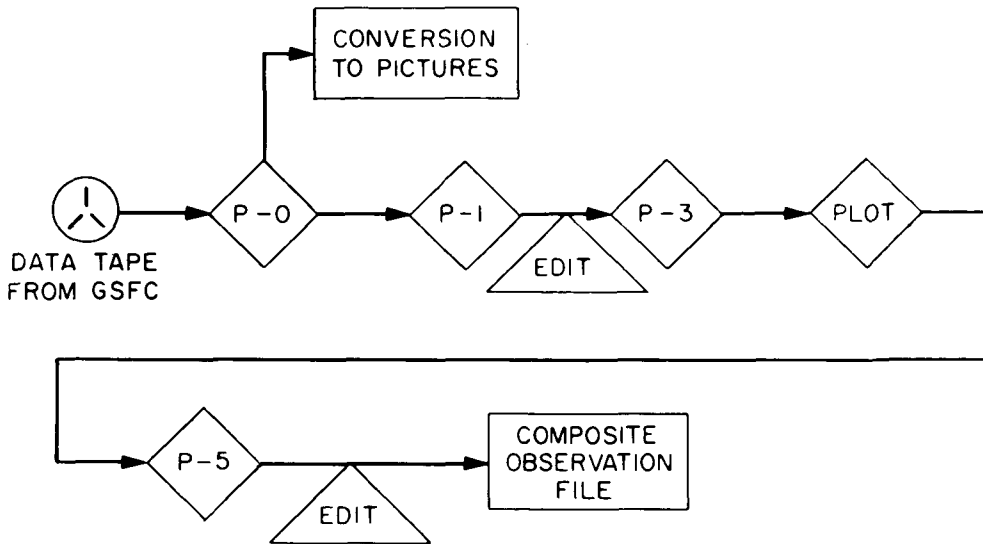 CONVERSION
TO PICTURES
P-0
P-1
P-3
PLOT
EDIT
DATA TAPE
FROM GSFC
P-5
EDIT
COMPOSITE
OBSERVATION
FILE